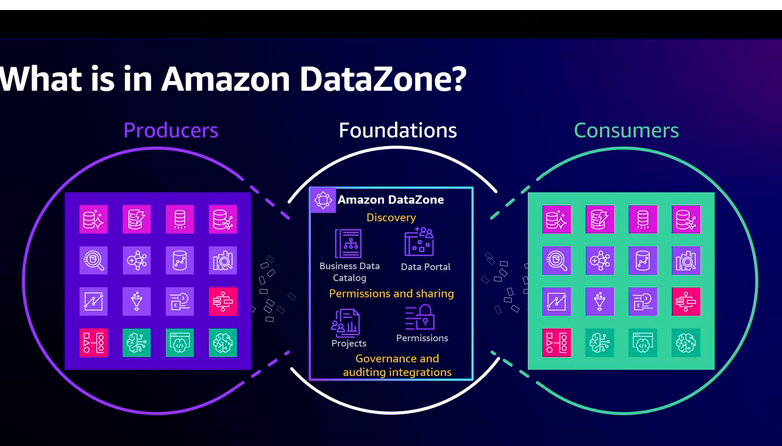 What is in Amazon DataZone?
Producers
Foundations
Consumers
Amazon DataZone
Discovery
Business Data
Catalog
Data Portal
Permissions and sharing
Projects
Permissions
Governance and
auditing integrations